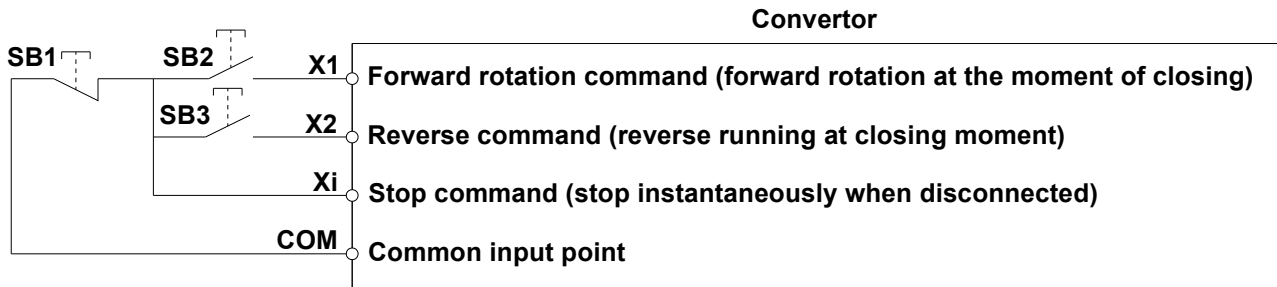 Convertor
SB1 SB2 X1 Forward rotation command (forward rotation at the moment of closing)
SB3 X2 Reverse command (reverse running at closing moment)
Xi Stop command (stop instantaneously when disconnected)
COM Common input point